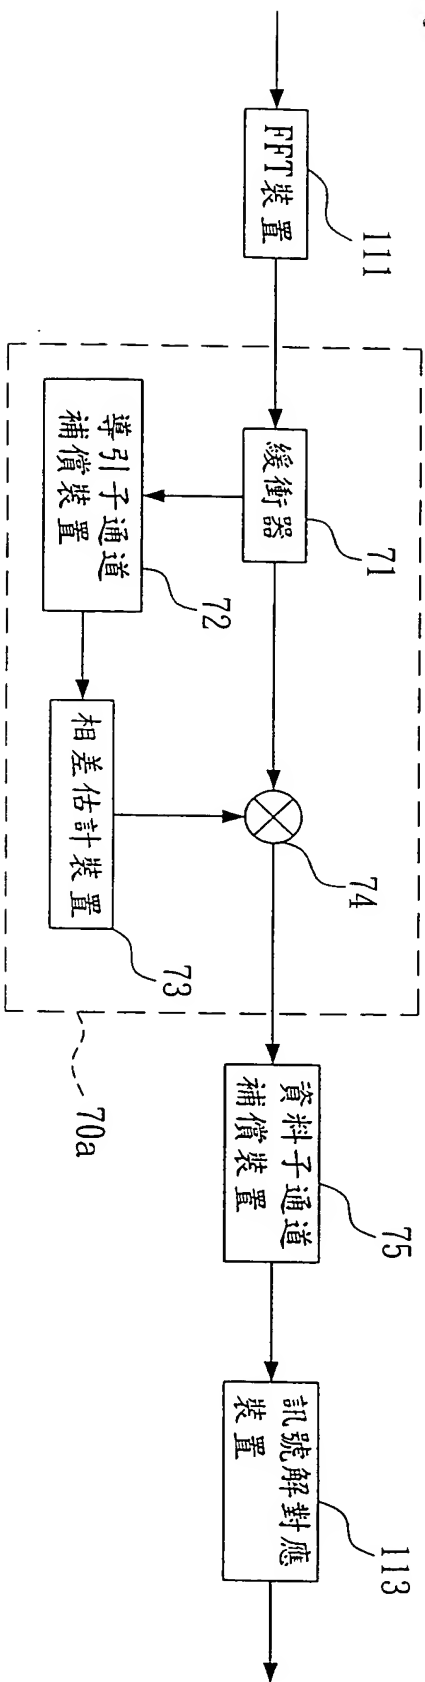 FFT裝置
111
緩衝器
71
導引子通道
補償裝置
72
相差估計裝置
73
74
70a
資料子通道
補償裝置
75
訊號解對應
裝置
113